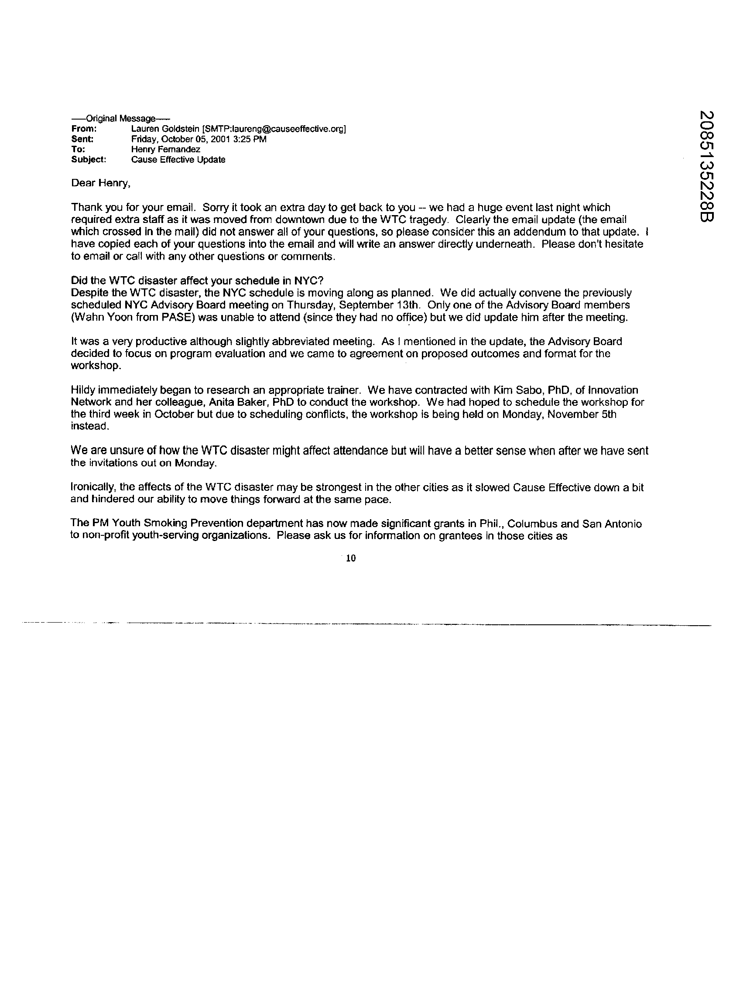 -----Original Message-----
From: Lauren Goldstein [SMTP:laureng@causeeffective.org]
Sent: Friday, October 05, 2001 3:25 PM
To: Henry Fernandez
Subject: Cause Effective Update
Dear Henry,
Thank you for your email. Sorry it took an extra day to get back to you -- we had a huge event last night which
required extra staff as it was moved from downtown due to the WTC tragedy. Clearly the email update (the email
which crossed in the mail) did not answer all of your questions, so please consider this an addendum to that update. I
have copied each of your questions into the email and will write an answer directly underneath. Please don't hesitate
to email or call with any other questions or comments.
Did the WTC disaster affect your schedule in NYC?
Despite the WTC disaster, the NYC schedule is moving along as planned. We did actually convene the previously
scheduled NYC Advisory Board meeting on Thursday, September 13th. Only one of the Advisory Board members
(Wahn Yoon from PASE) was unable to attend (since they had no office) but we did update him after the meeting.
It was a very productive although slightly abbreviated meeting. As I mentioned in the update, the Advisory Board
decided to focus on program evaluation and we came to agreement on proposed outcomes and format for the
workshop.
Hildy immediately began to research an appropriate trainer. We have contracted with Kim Sabo, PhD, of Innovation
Network and her colleague, Anita Baker, PhD to conduct the workshop. We had hoped to schedule the workshop for
the third week in October but due to scheduling conflicts, the workshop is being held on Monday, November 5th
instead.
We are unsure of how the WTC disaster might affect attendance but will have a better sense when after we have sent
the invitations out on Monday.
Ironically, the affects of the WTC disaster may be strongest in the other cities as it slowed Cause Effective down a bit
and hindered our ability to move things forward at the same pace.
The PM Youth Smoking Prevention department has now made significant grants in Phil., Columbus and San Antonio
to non-profit youth-serving organizations. Please ask us for information on grantees in those cities as
10
2085135228B